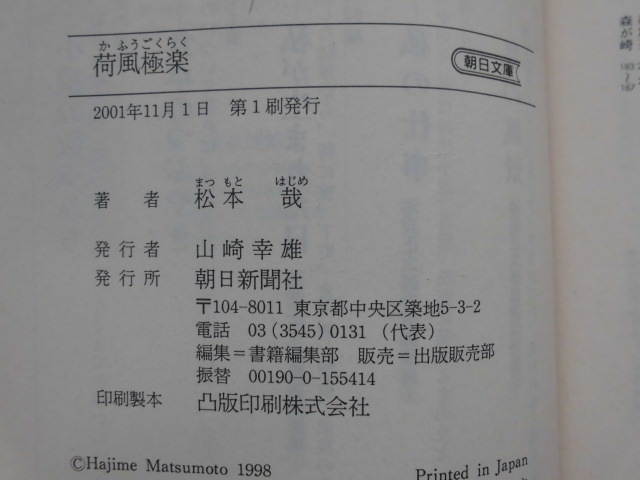 かふうごくらく
荷風極楽
朝日文庫
2001年11月1日 第1刷発行
まつ もと はじめ
著者 松本 哉
発行者 山崎幸雄
発行所 朝日新聞社
〒104-8011 東京都中央区築地5-3-2
電話 03(3545)0131(代表)
編集=書籍編集部 販売=出版販売部
振替 00190-0-155414
印刷製本 凸版印刷株式会社
©Hajime Matsumoto 1998
Printed in Japan
森が崎